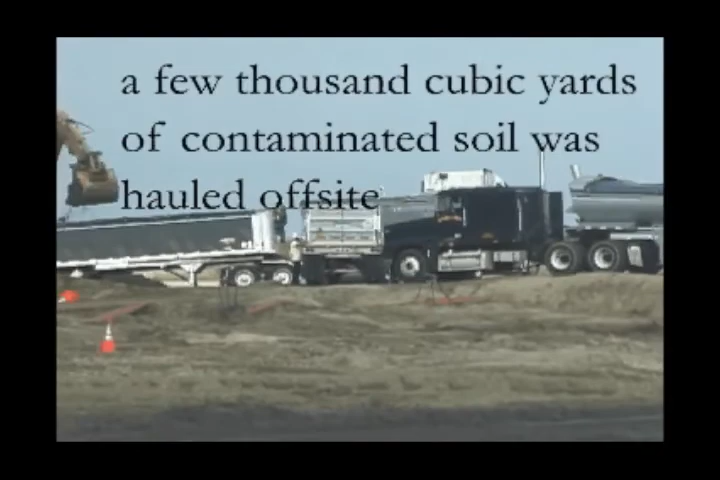 a few thousand cubic yards
of contaminated soil was
hauled offsite